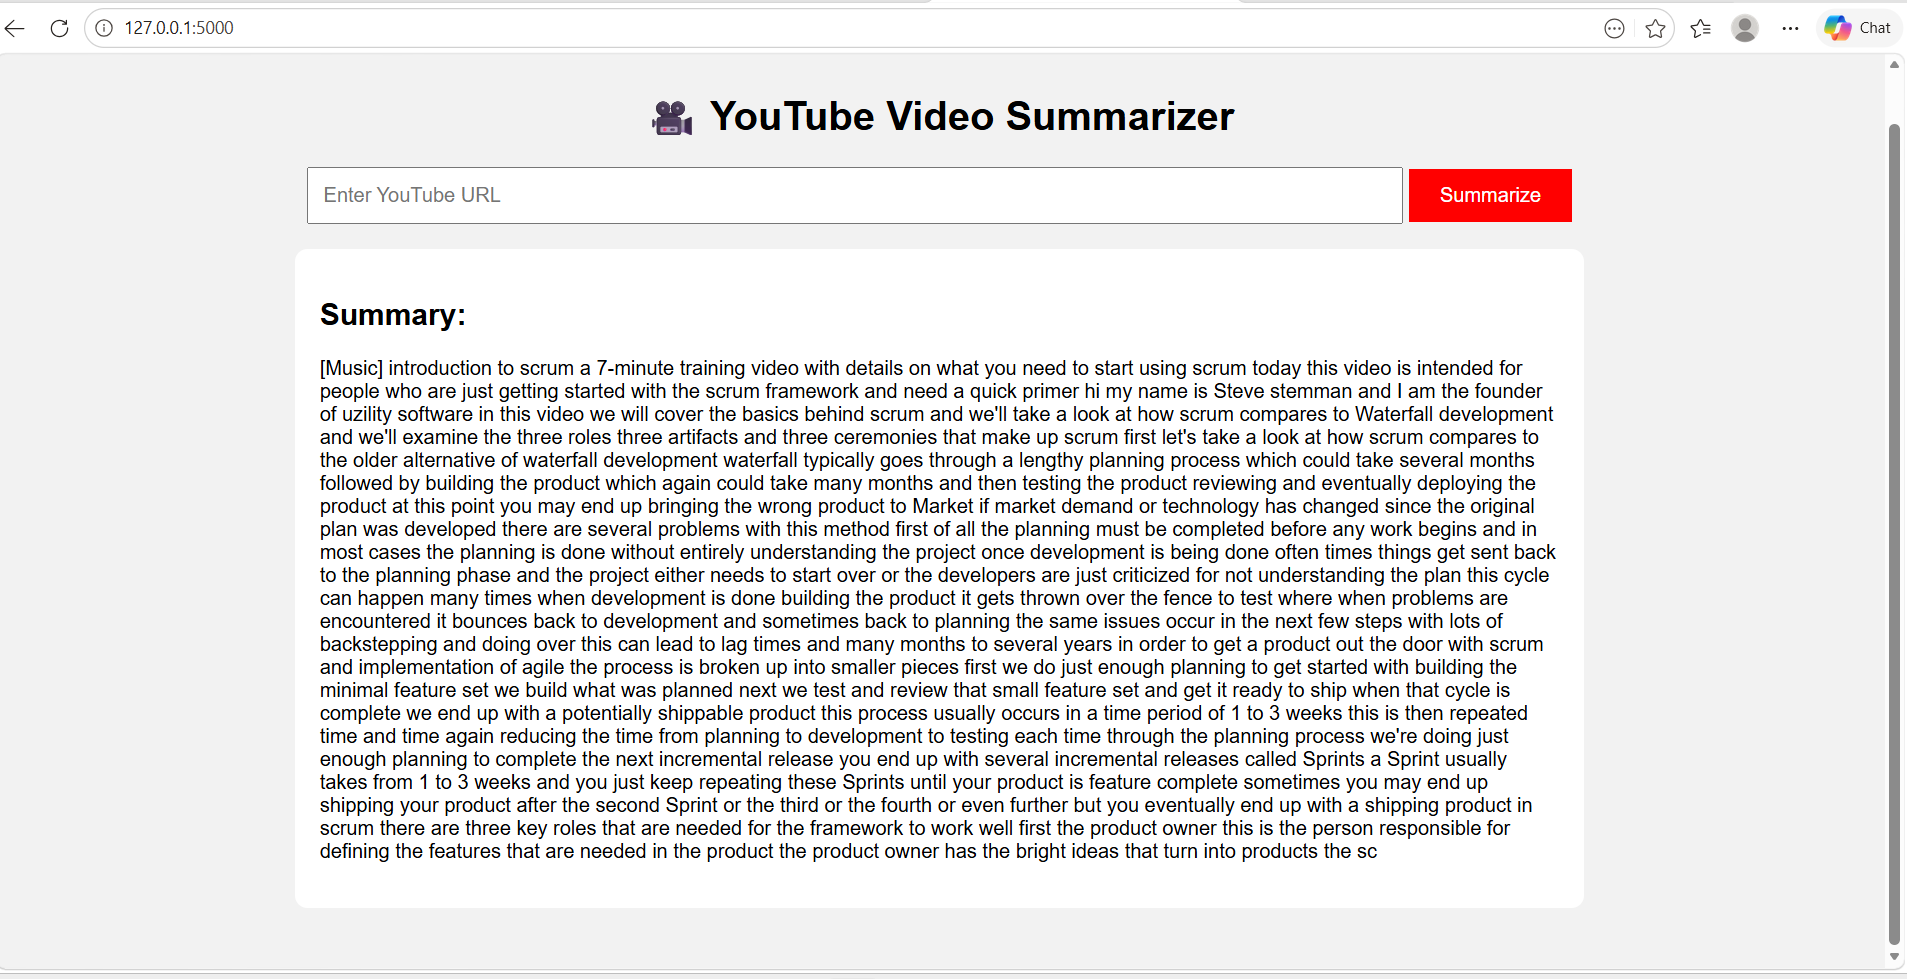 127.0.0.1:5000
Chat
YouTube Video Summarizer
Enter YouTube URL
Summarize
Summary:
[Music] introduction to scrum a 7-minute training video with details on what you need to start using scrum today this video is intended for
people who are just getting started with the scrum framework and need a quick primer hi my name is Steve stemman and I am the founder
of uzility software in this video we will cover the basics behind scrum and we'll take a look at how scrum compares to Waterfall development
and we'll examine the three roles three artifacts and three ceremonies that make up scrum first let's take a look at how scrum compares to
the older alternative of waterfall development waterfall typically goes through a lengthy planning process which could take several months
followed by building the product which again could take many months and then testing the product reviewing and eventually deploying the
product at this point you may end up bringing the wrong product to Market if market demand or technology has changed since the original
plan was developed there are several problems with this method first of all the planning must be completed before any work begins and in
most cases the planning is done without entirely understanding the project once development is being done often times things get sent back
to the planning phase and the project either needs to start over or the developers are just criticized for not understanding the plan this cycle
can happen many times when development is done building the product it gets thrown over the fence to test where when problems are
encountered it bounces back to development and sometimes back to planning the same issues occur in the next few steps with lots of
backstepping and doing over this can lead to lag times and many months to several years in order to get a product out the door with scrum
and implementation of agile the process is broken up into smaller pieces first we do just enough planning to get started with building the
minimal feature set we build what was planned next we test and review that small feature set and get it ready to ship when that cycle is
complete we end up with a potentially shippable product this process usually occurs in a time period of 1 to 3 weeks this is then repeated
time and time again reducing the time from planning to development to testing each time through the planning process we're doing just
enough planning to complete the next incremental release you end up with several incremental releases called Sprints a Sprint usually
takes from 1 to 3 weeks and you just keep repeating these Sprints until your product is feature complete sometimes you may end up
shipping your product after the second Sprint or the third or the fourth or even further but you eventually end up with a shipping product in
scrum there are three key roles that are needed for the framework to work well first the product owner this is the person responsible for
defining the features that are needed in the product the product owner has the bright ideas that turn into products the sc